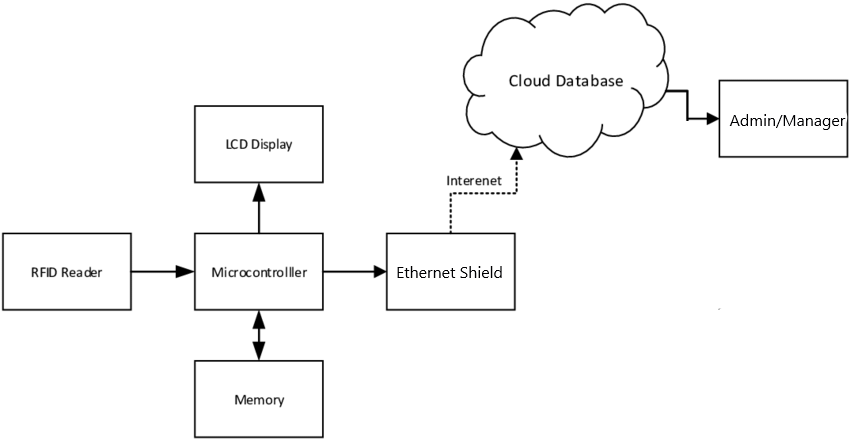 Cloud Database
Admin/Manager
LCD Display
Interenet
RFID Reader
Microcontrolller
Ethernet Shield
Memory